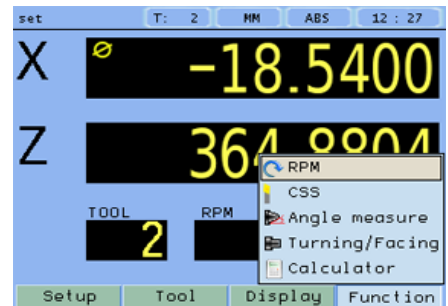 set T: 2 MM ABS 12 : 27
X ø -18.5400
Z 364.8804
RPM
CSS
TOOL RPM
Angle measure
2
Turning/Facing
Calculator
Setup Tool Display Function